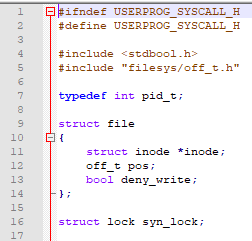 1 #ifndef USERPROG_SYSCALL_H
2 #define USERPROG_SYSCALL_H
3
4 #include <stdbool.h>
5 #include "filesys/off_t.h"
6
7 typedef int pid_t;
8
9 struct file
10 {
11 struct inode *inode;
12 off_t pos;
13 bool deny_write;
14 };
15
16 struct lock syn_lock;
17